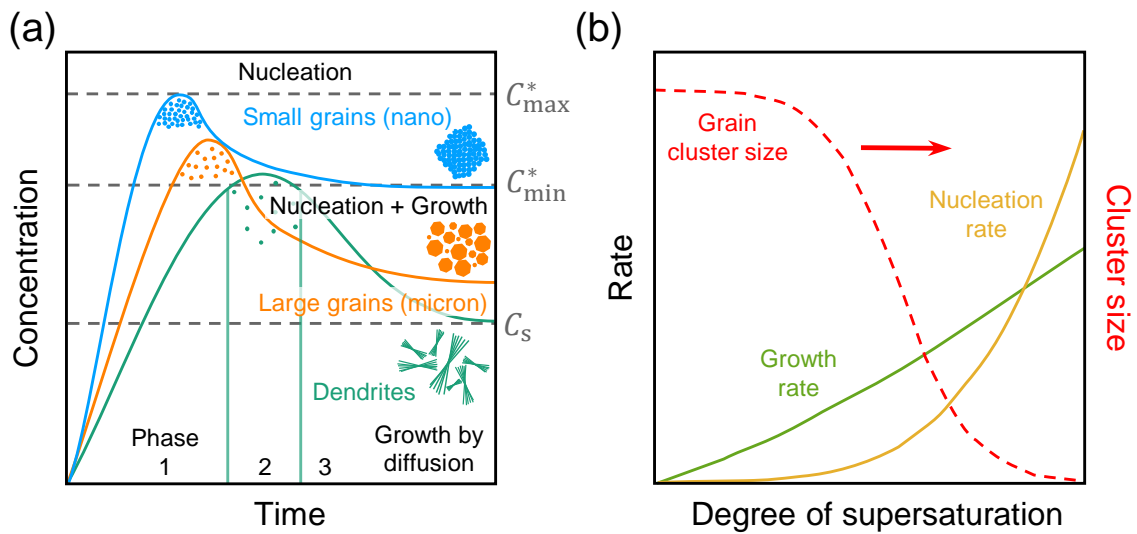 (a)
Concentration
Nucleation
C*max
Small grains (nano)
C*min
Nucleation + Growth
Large grains (micron)
Cs
Dendrites
Phase
1
2
3
Growth by
diffusion
Time
(b)
Rate
Grain
cluster size
Nucleation
rate
Growth
rate
Cluster size
Degree of supersaturation